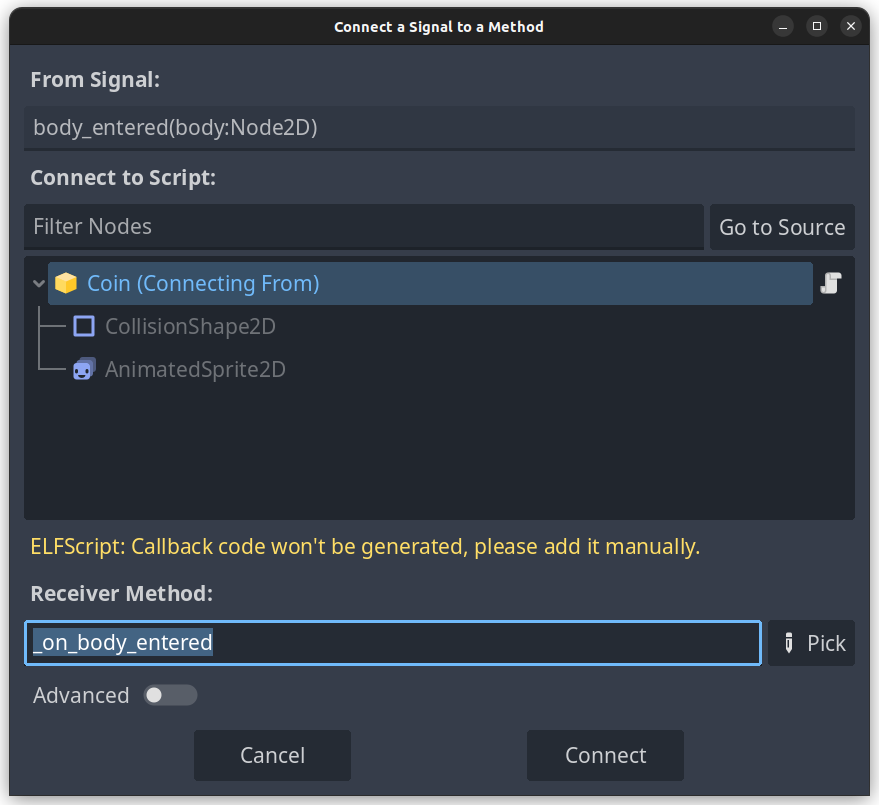 Connect a Signal to a Method
From Signal:
body_entered(body:Node2D)
Connect to Script:
Filter Nodes
Go to Source
Coin (Connecting From)
CollisionShape2D
AnimatedSprite2D
ELFScript: Callback code won't be generated, please add it manually.
Receiver Method:
_on_body_entered
Pick
Advanced
Cancel
Connect